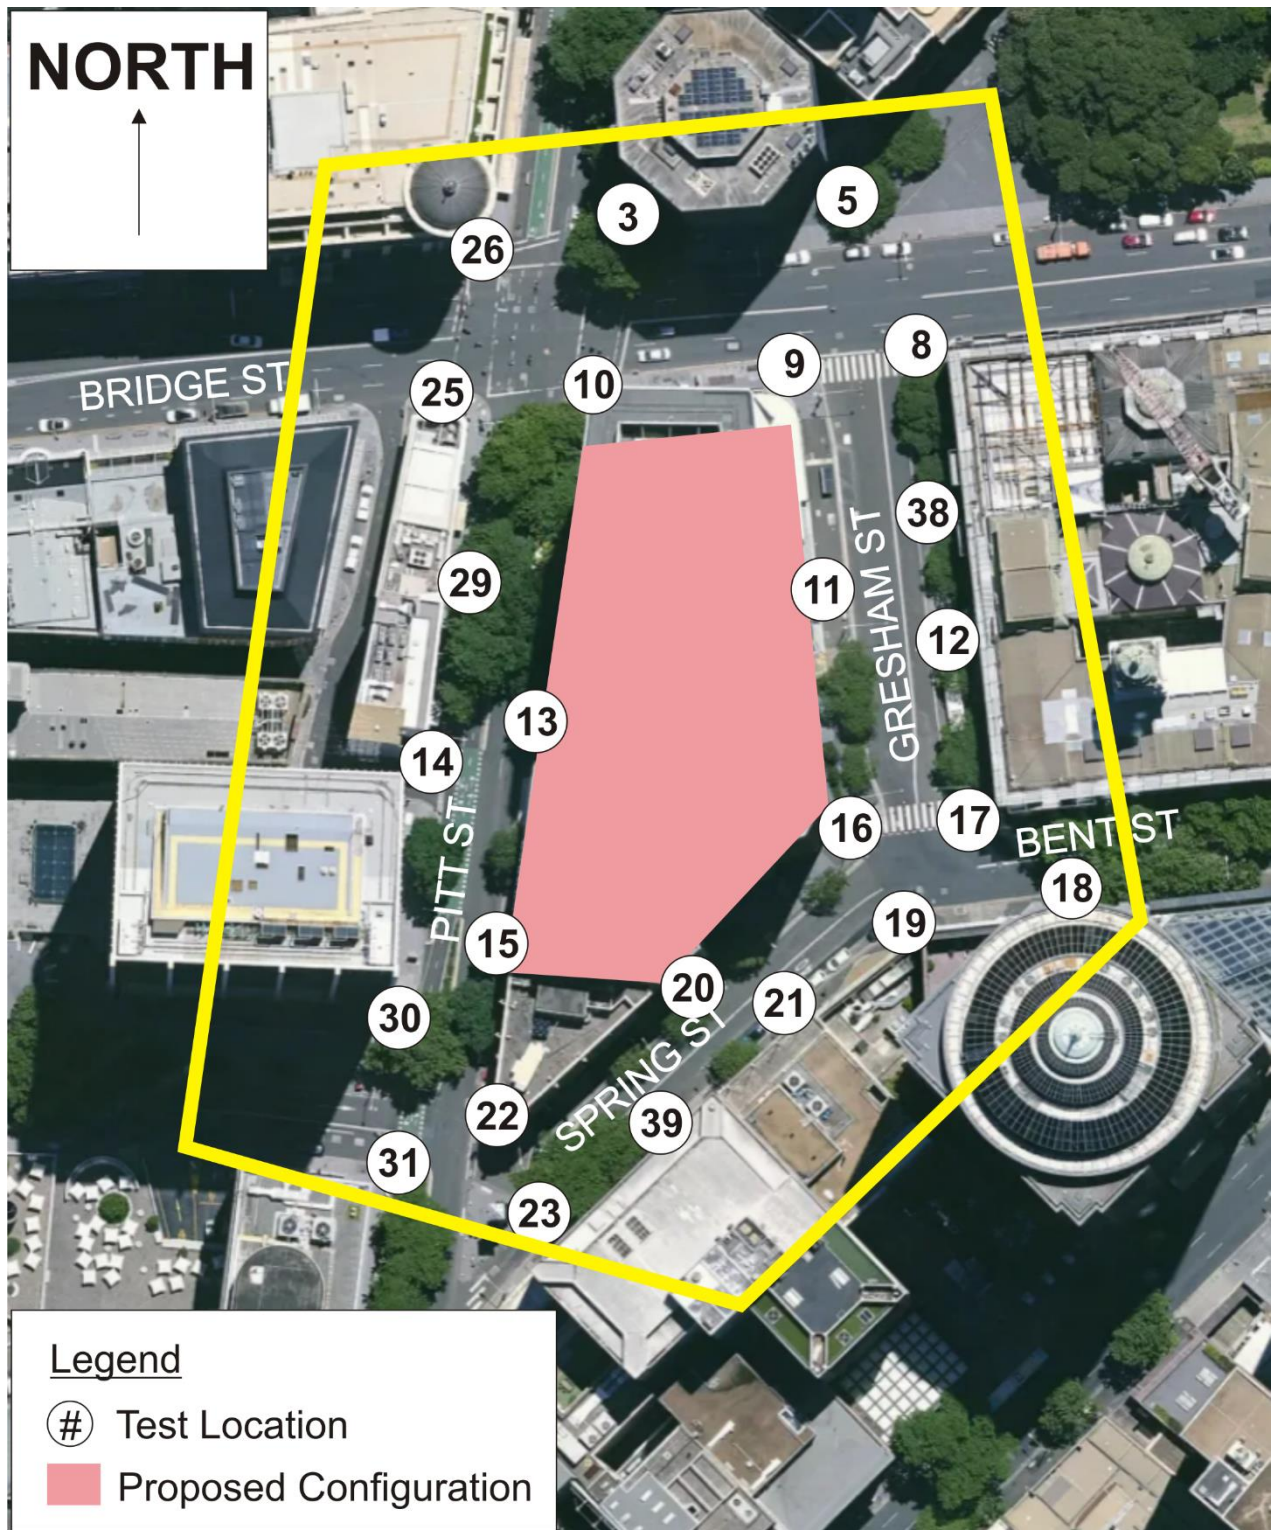 NORTH
3
5
26
8
9
BRIDGE ST
25
10
38
29
11
GRESHAM ST
12
13
14
PITT ST
16
17
BENT ST
18
19
15
20
21
30
SPRING ST
22
39
31
23
Legend
# Test Location
Proposed Configuration